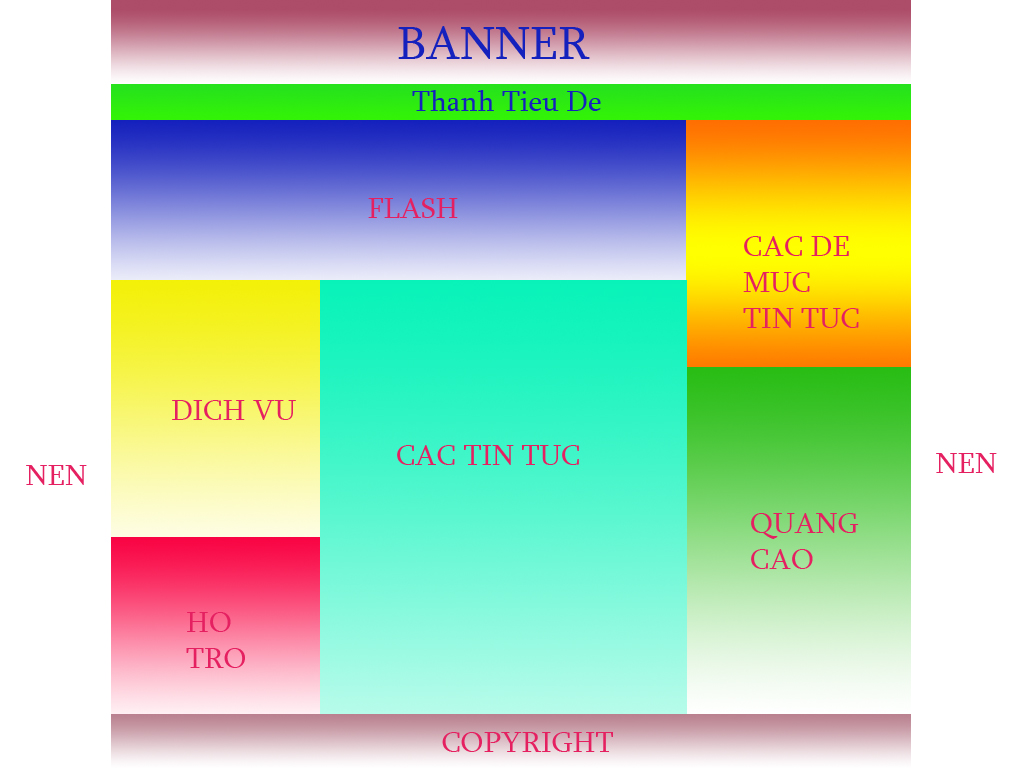 BANNER
Thanh Tieu De
FLASH
CAC DE
MUC
TIN TUC
DICH VU
CAC TIN TUC
NEN
NEN
QUANG
CAO
HO
TRO
COPYRIGHT